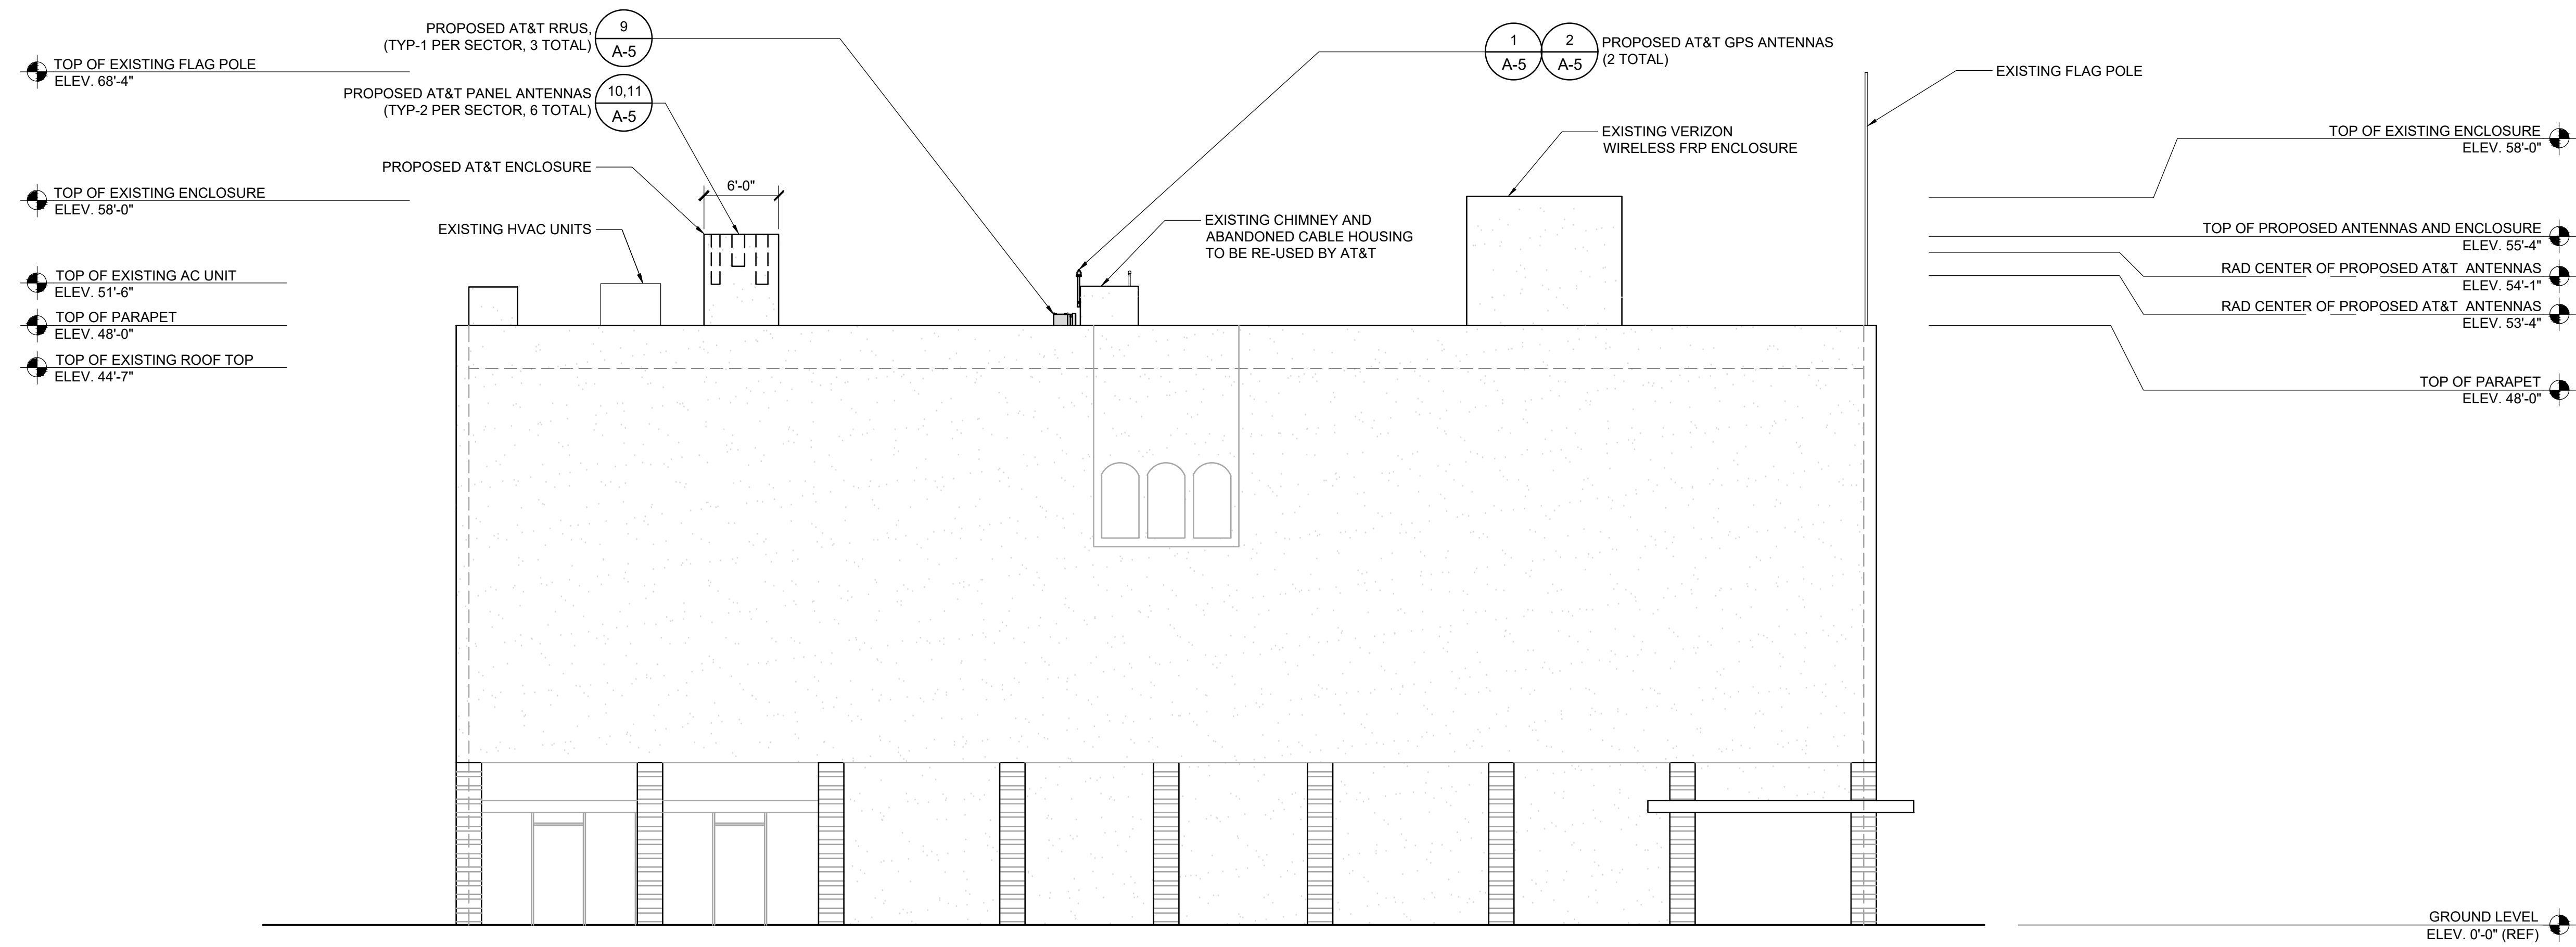 PROPOSED AT&T RRUS,
(TYP-1 PER SECTOR, 3 TOTAL)
9
A-5
1
A-5
2
A-5
PROPOSED AT&T GPS ANTENNAS
(2 TOTAL)
TOP OF EXISTING FLAG POLE
ELEV. 68'-4"
EXISTING FLAG POLE
PROPOSED AT&T PANEL ANTENNAS
(TYP-2 PER SECTOR, 6 TOTAL)
10,11
A-5
EXISTING VERIZON
WIRELESS FRP ENCLOSURE
TOP OF EXISTING ENCLOSURE
ELEV. 58'-0"
PROPOSED AT&T ENCLOSURE
6'-0"
TOP OF EXISTING ENCLOSURE
ELEV. 58'-0"
EXISTING HVAC UNITS
EXISTING CHIMNEY AND
ABANDONED CABLE HOUSING
TO BE RE-USED BY AT&T
TOP OF PROPOSED ANTENNAS AND ENCLOSURE
ELEV. 55'-4"
TOP OF EXISTING AC UNIT
ELEV. 51'-6"
RAD CENTER OF PROPOSED AT&T ANTENNAS
ELEV. 54'-1"
TOP OF PARAPET
ELEV. 48'-0"
RAD CENTER OF PROPOSED AT&T ANTENNAS
ELEV. 53'-4"
TOP OF EXISTING ROOF TOP
ELEV. 44'-7"
TOP OF PARAPET
ELEV. 48'-0"
GROUND LEVEL
ELEV. 0'-0" (REF)